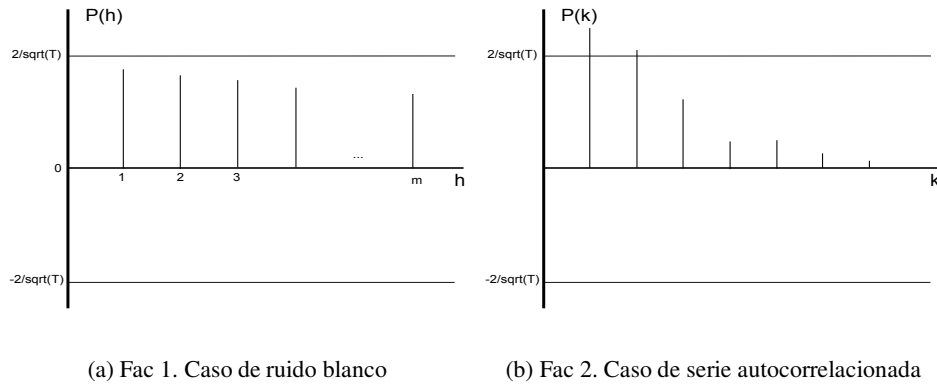 P(h)
2/sqrt(T)
0
1 2 3 ... m h
-2/sqrt(T)
(a) Fac 1. Caso de ruido blanco
P(k)
2/sqrt(T)
0
k
-2/sqrt(T)
(b) Fac 2. Caso de serie autocorrelacionada